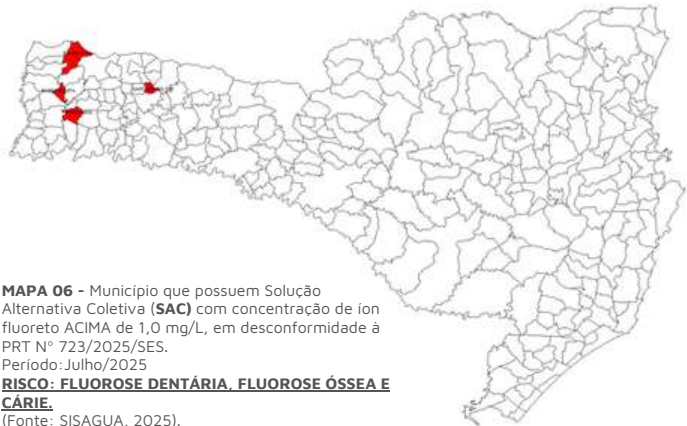 MAPA 06 - Município que possuem Solução
Alternativa Coletiva (SAC) com concentração de íon
fluoreto ACIMA de 1,0 mg/L, em desconformidade à
PRT N° 723/2025/SES.
Período:Julho/2025
RISCO: FLUOROSE DENTÁRIA, FLUOROSE ÓSSEA E
CÁRIE.
(Fonte: SISAGUA, 2025).